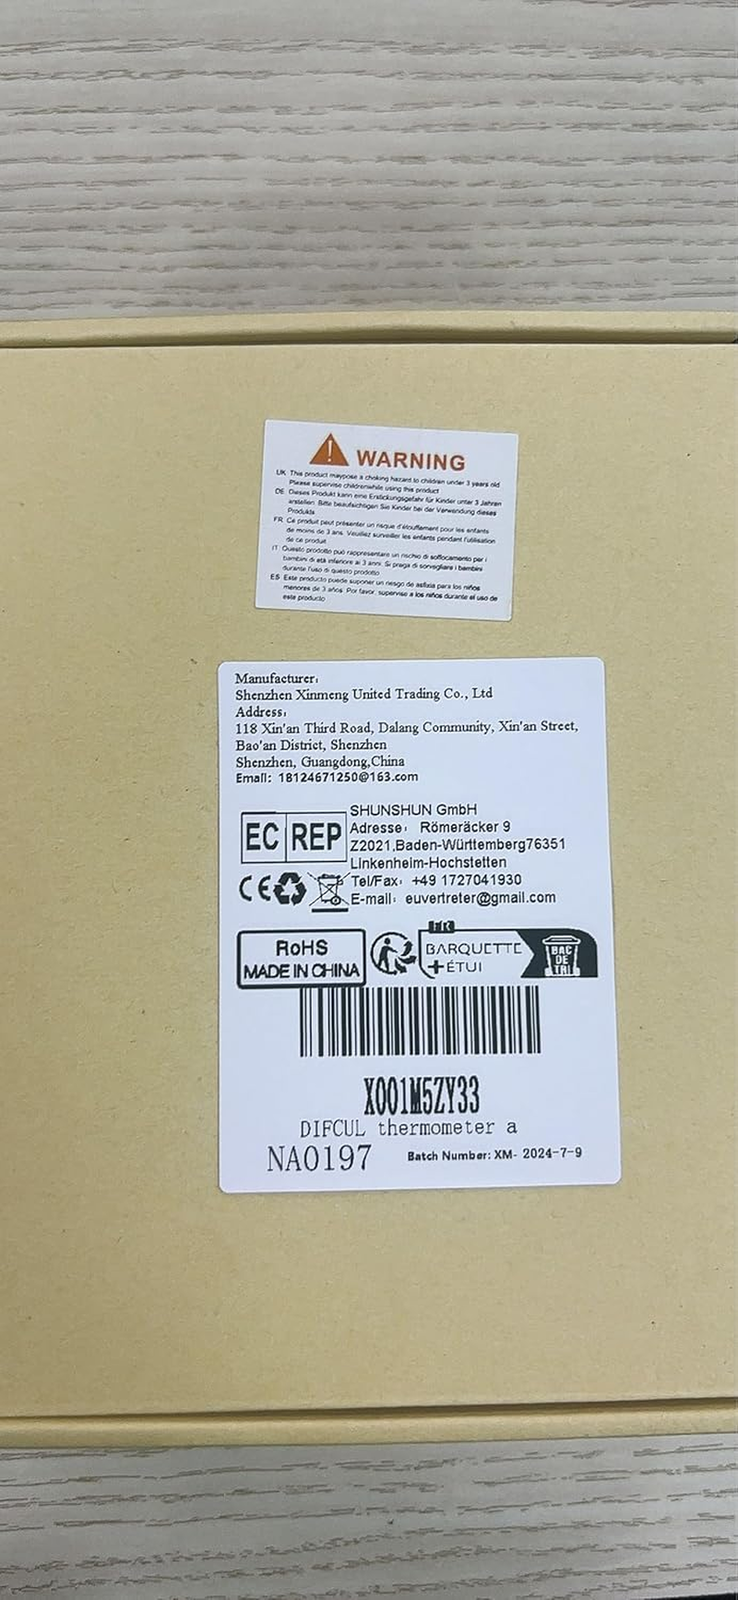 WARNING
UK This product maypose a choking hazard to children under 3 years old
Please supervise childrenwhile using this product
DE Dieses Produkt kann eine Erstickungsgefahr für Kinder unter 3 Jahren
arstellen. Bitte beaufsichtigen Sie Kinder bei der Verwendung dieses
Produkts
FR Ce produit peut présenter un risque d'étouffement pour les enfants
de moins de 3 ans. Veuillez surveiller les enfants pendant l'utilisation
de ce produit
IT Questo prodotto può rappresentare un rischio di soffocamento per i
bambini di età inferiore ai 3 anni. Si prega di sorvegliare i bambini
durante l'uso di questo prodotto
ES Este producto puede suponer un riesgo de asfixia para los niños
menores de 3 años. Por favor, supervise a los niños durante el uso de
este producto
Manufacturer:
Shenzhen Xinmeng United Trading Co., Ltd
Address:
118 Xin'an Third Road, Dalang Community, Xin'an Street,
Bao'an District, Shenzhen
Shenzhen, Guangdong,China
Email: 18124671250@163.com
EC REP
SHUNSHUN GmbH
Adresse: Römeräcker 9
Z2021,Baden-Württemberg76351
Linkenheim-Hochstetten
Tel/Fax: +49 1727041930
E-mail: euvertreter@gmail.com
CE
RoHS
MADE IN CHINA
FR
BARQUETTE
+ÉTUI
BAC
DE
TRI
X001M5ZY33
DIFCUL thermometer a
NA0197
Batch Number: XM- 2024-7-9